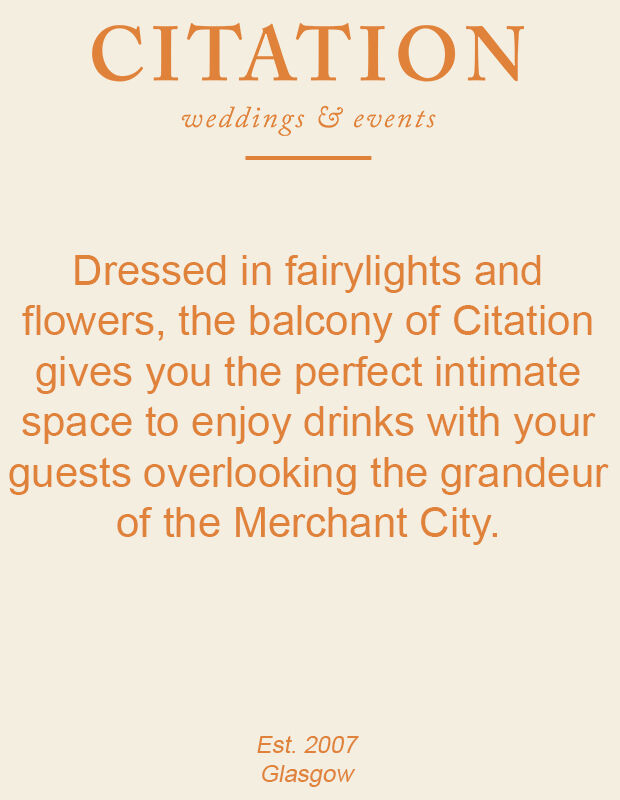 CITATION
weddings & events
Dressed in fairylights and
flowers, the balcony of Citation
gives you the perfect intimate
space to enjoy drinks with your
guests overlooking the grandeur
of the Merchant City.
Est. 2007
Glasgow